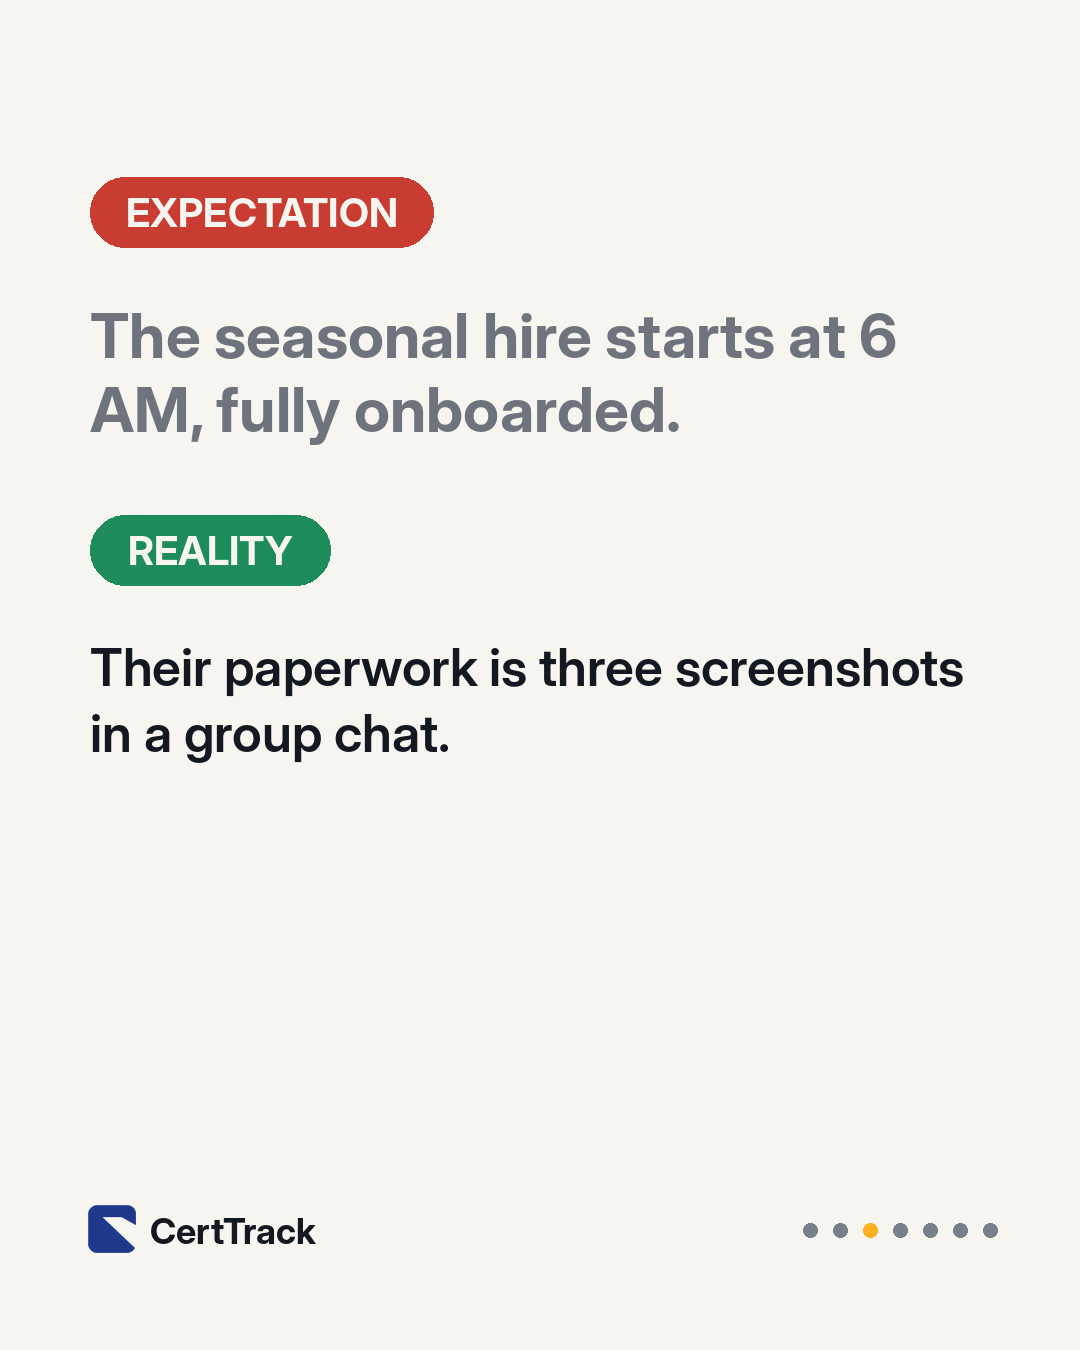 EXPECTATION
The seasonal hire starts at 6
AM, fully onboarded.
REALITY
Their paperwork is three screenshots
in a group chat.
CertTrack